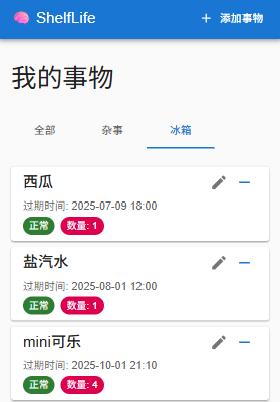 ShelfLife
+ 添加事物
我的事物
全部 杂事 冰箱
西瓜
过期时间: 2025-07-09 18:00
正常 数量: 1
盐汽水
过期时间: 2025-08-01 12:00
正常 数量: 1
mini可乐
过期时间: 2025-10-01 21:10
正常 数量: 4